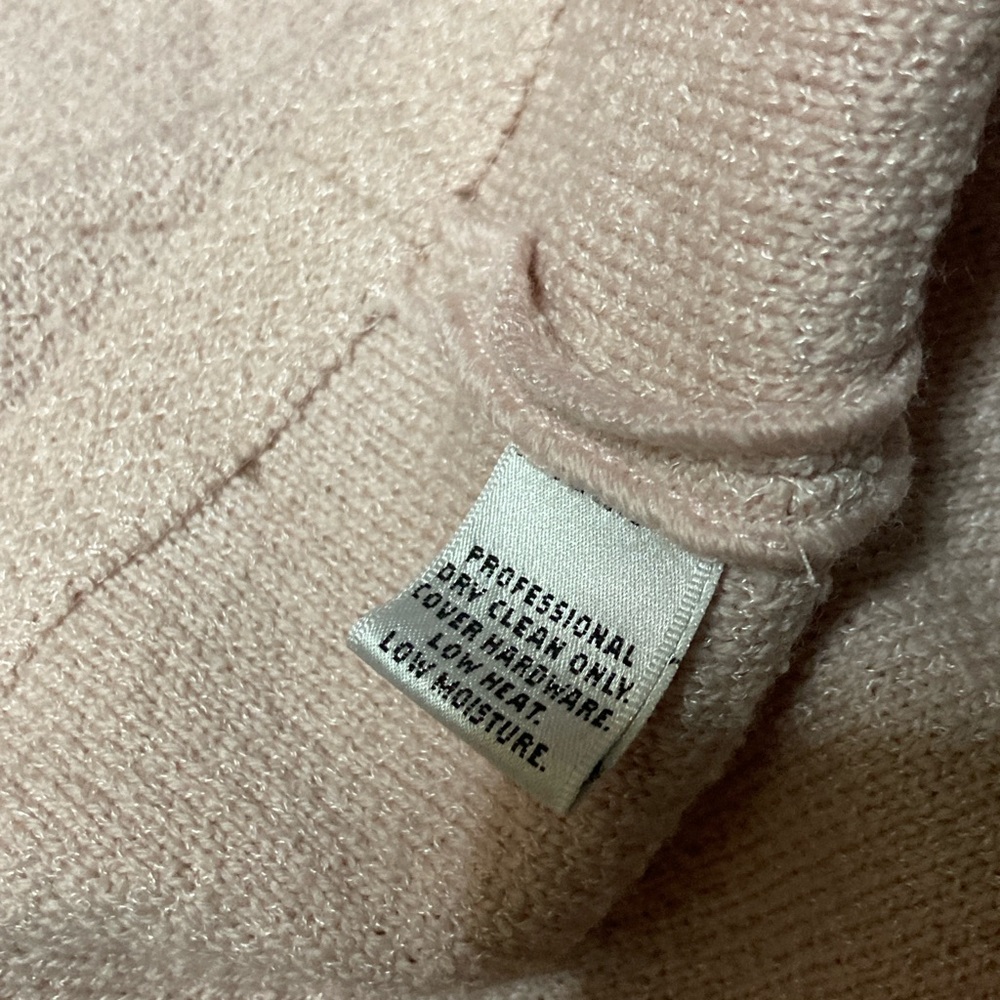 PROFESSIONAL
DRY CLEAN ONLY.
COVER HARDWARE.
LOW HEAT.
LOW MOISTURE.